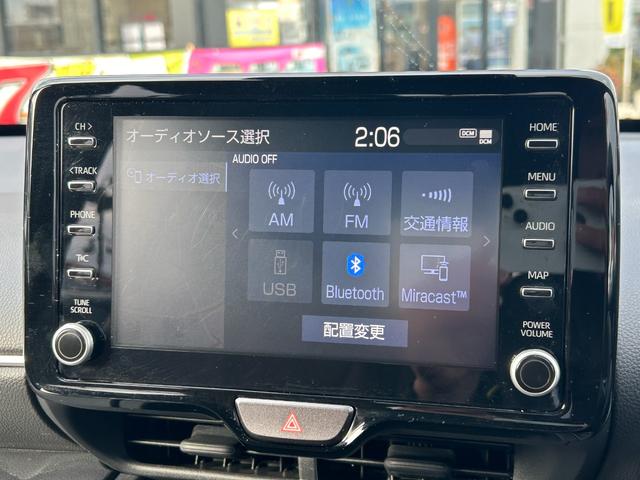 CH >
< TRACK
PHONE
T/C
TUNE
SCROLL
オーディオソース選択
2:06
DCM
DCM
AUDIO OFF
オーディオ選択
AM
FM
交通情報
USB
Bluetooth
Miracast™
配置変更
HOME
MENU
AUDIO
MAP
POWER
VOLUME